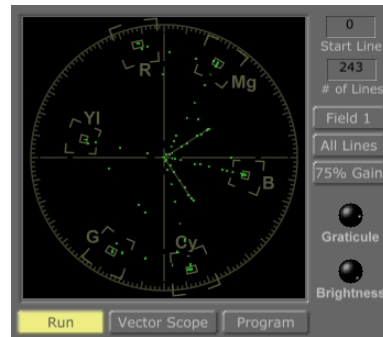 0
Start Line
243
# of Lines
Field 1
All Lines
75% Gain
Graticule
Brightness
R
Mg
Yl
B
G
Cy
Run
Vector Scope
Program